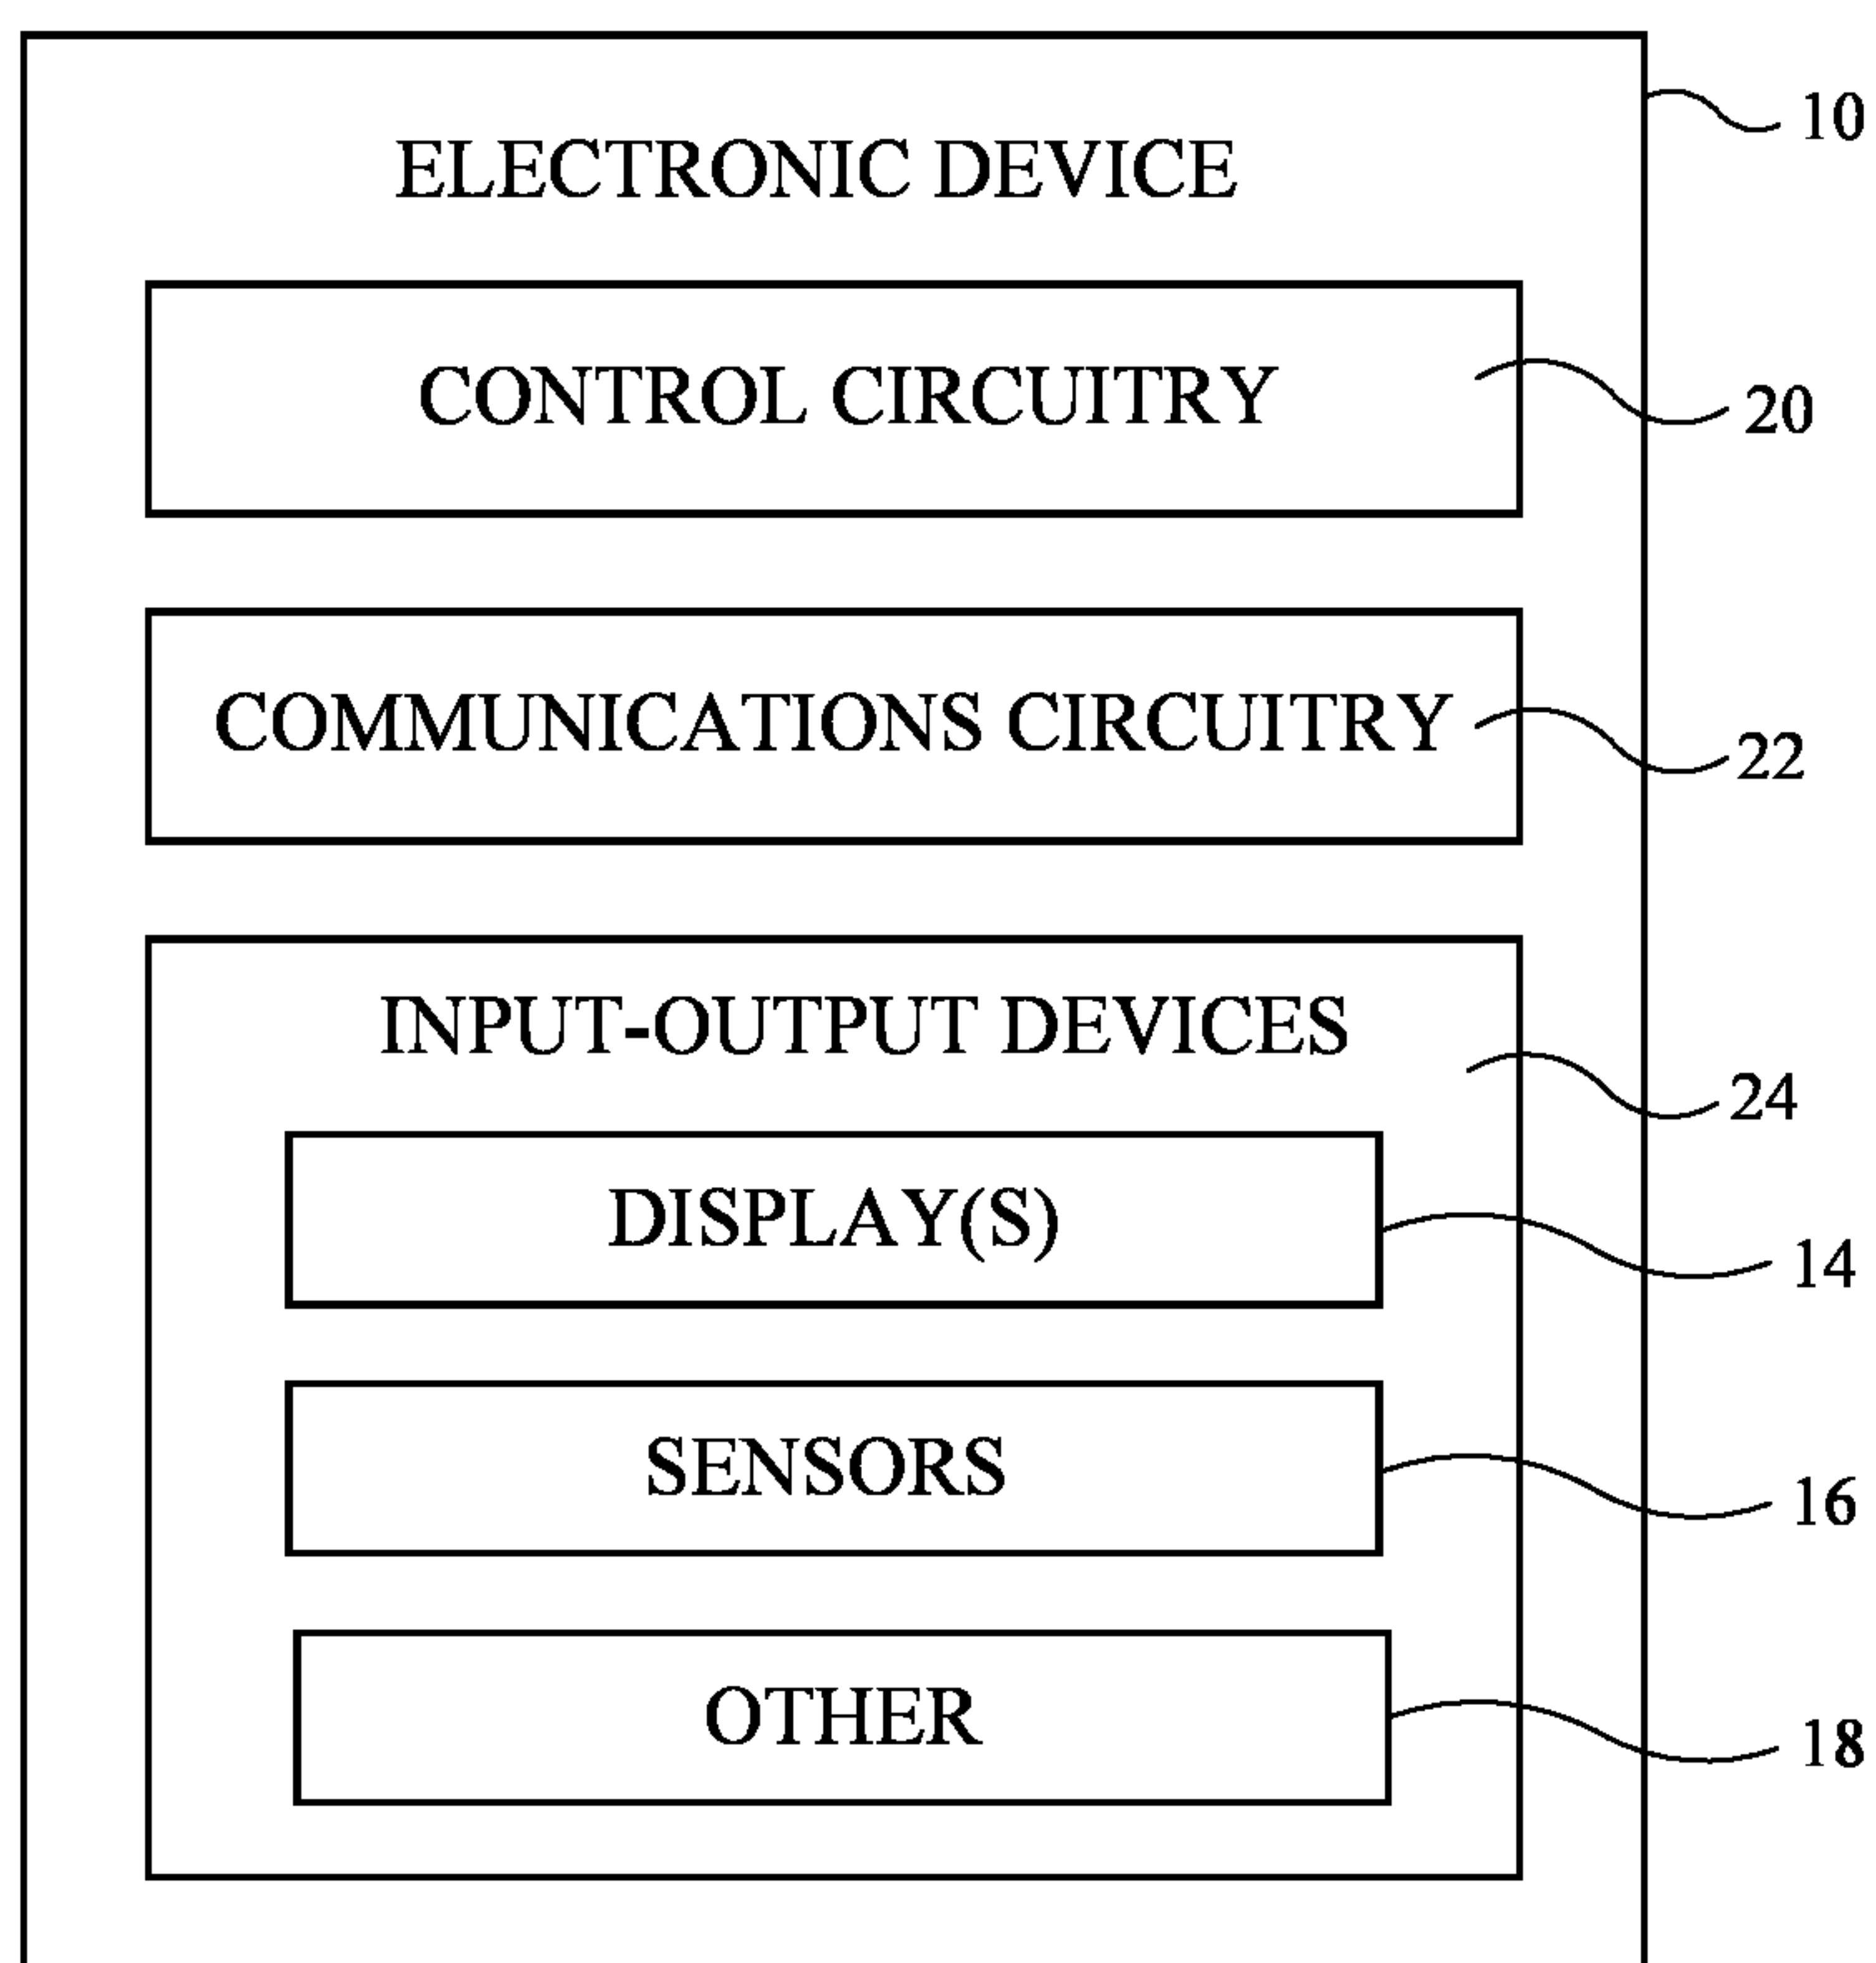 ELECTRONIC DEVICE
10
CONTROL CIRCUITRY
20
COMMUNICATIONS CIRCUITRY
22
INPUT-OUTPUT DEVICES
24
DISPLAY(S)
14
SENSORS
16
OTHER
18